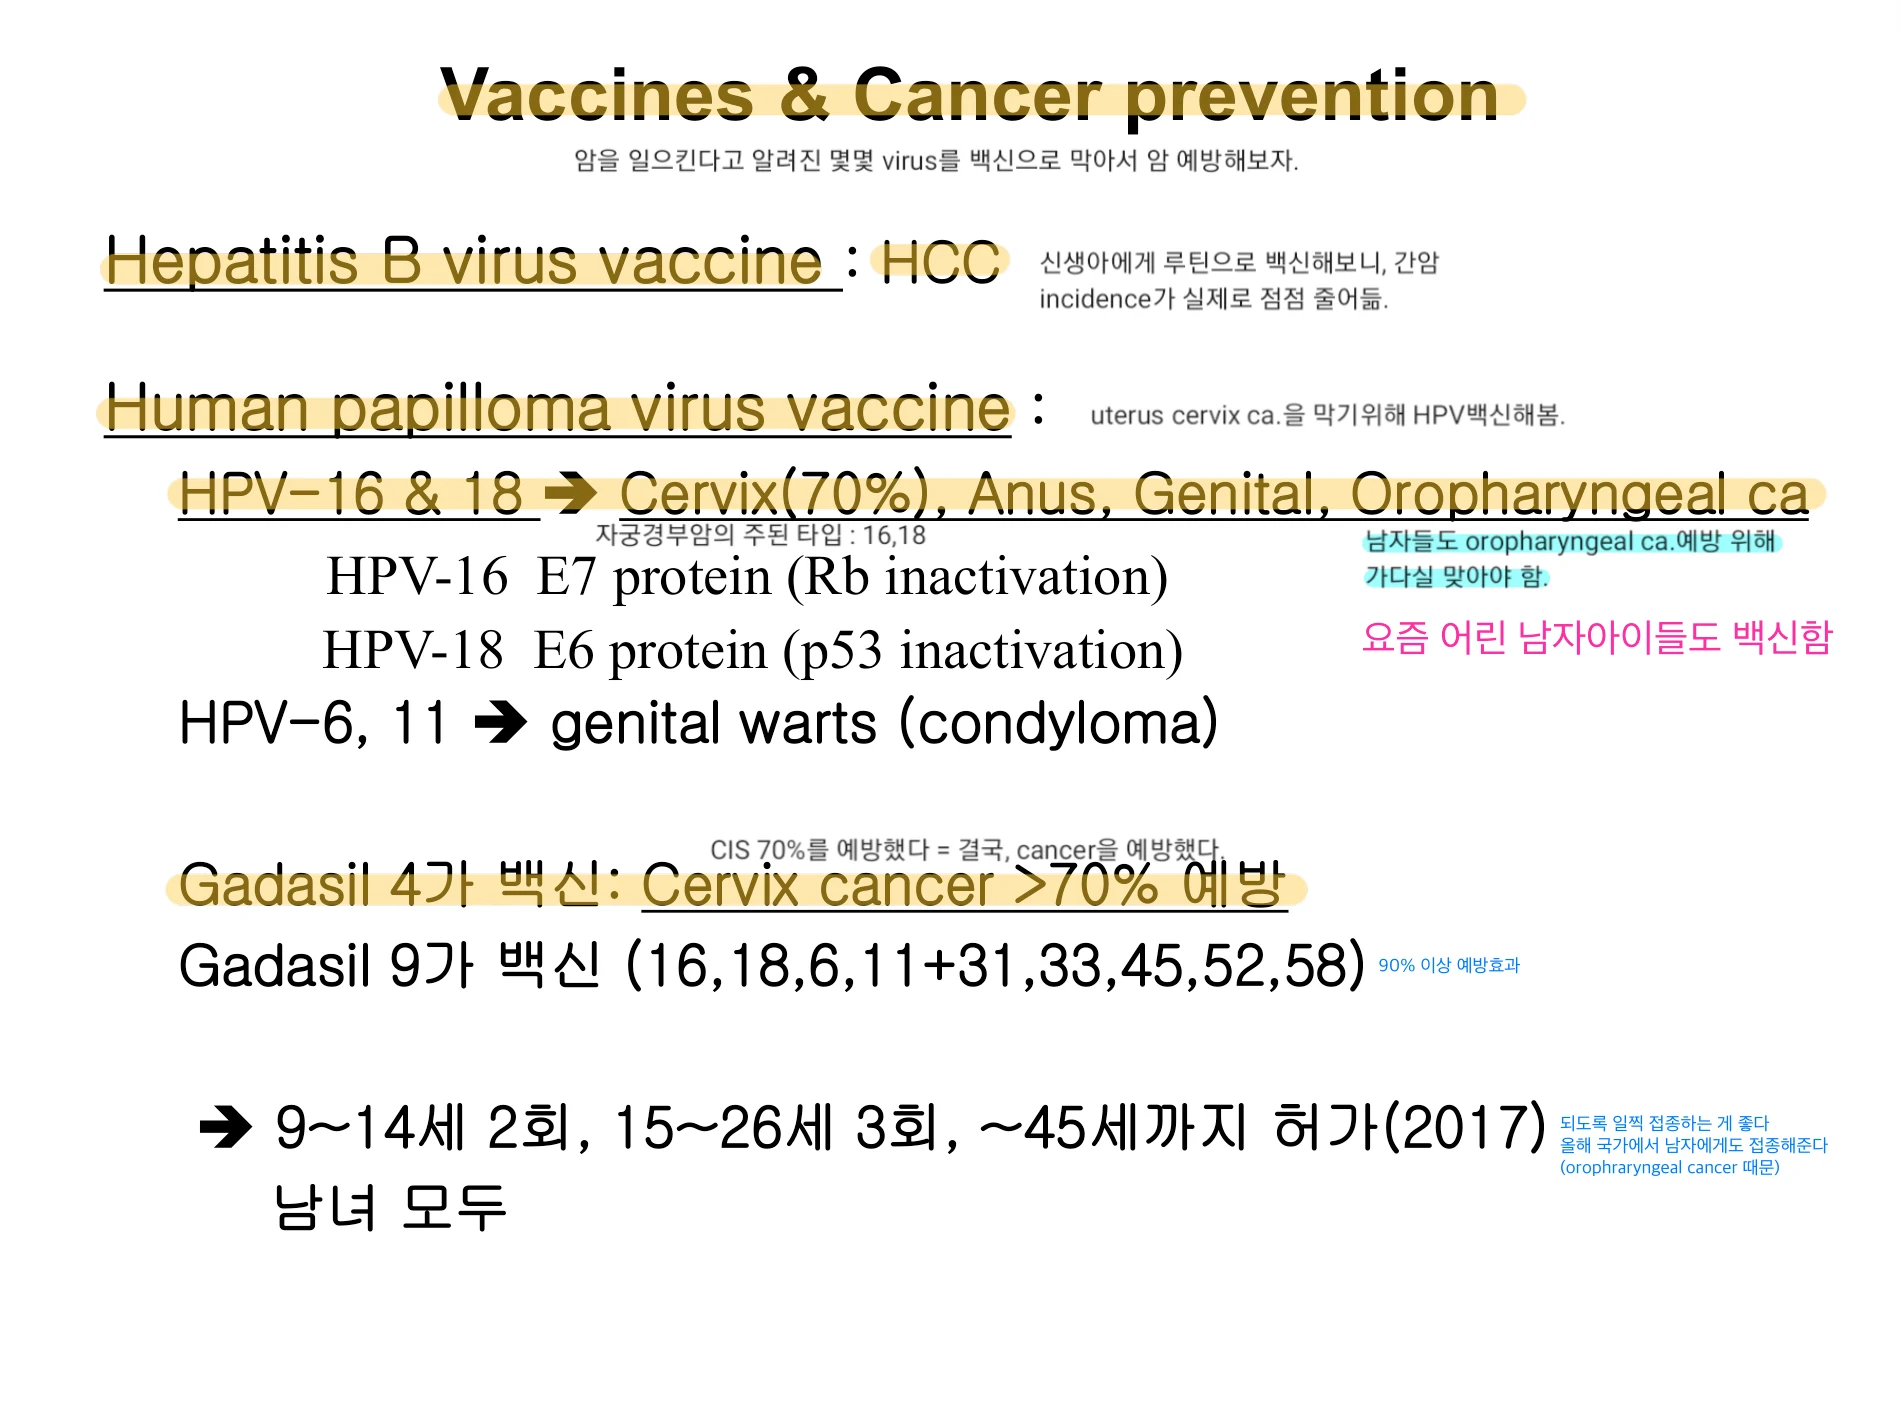 Vaccines & Cancer prevention
암을 일으킨다고 알려진 몇몇 virus를 백신으로 막아서 암 예방해보자.
Hepatitis B virus vaccine : HCC
신생아에게 루틴으로 백신해보니, 간암
incidence가 실제로 점점 줄어듦.
Human papilloma virus vaccine :
uterus cervix ca.을 막기위해 HPV백신해봄.
HPV-16 & 18 ➔ Cervix(70%), Anus, Genital, Oropharyngeal ca
자궁경부암의 주된 타입 : 16,18
남자들도 oropharyngeal ca.예방 위해
가다실 맞아야 함.
HPV-16 E7 protein (Rb inactivation)
요즘 어린 남자아이들도 백신함
HPV-18 E6 protein (p53 inactivation)
HPV-6, 11 ➔ genital warts (condyloma)
CIS 70%를 예방했다 = 결국, cancer을 예방했다.
Gadasil 4가 백신: Cervix cancer >70% 예방
Gadasil 9가 백신 (16,18,6,11+31,33,45,52,58)
90% 이상 예방효과
➔ 9~14세 2회, 15~26세 3회, ~45세까지 허가(2017)
남녀 모두
되도록 일찍 접종하는 게 좋다
올해 국가에서 남자에게도 접종해준다
(orophraryngeal cancer 때문)